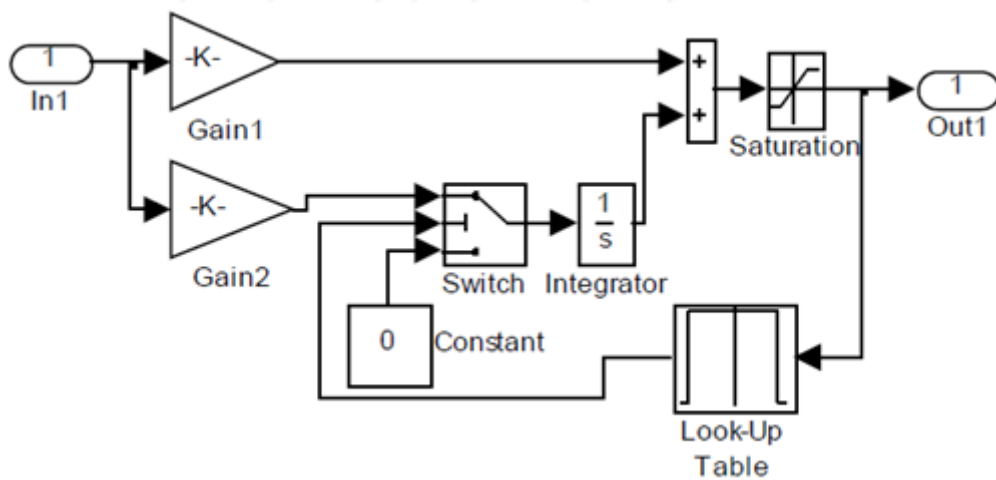 1
In1
-K-
Gain1
+
+
Saturation
1
Out1
-K-
Gain2
Switch
1
s
Integrator
0
Constant
Look-Up
Table